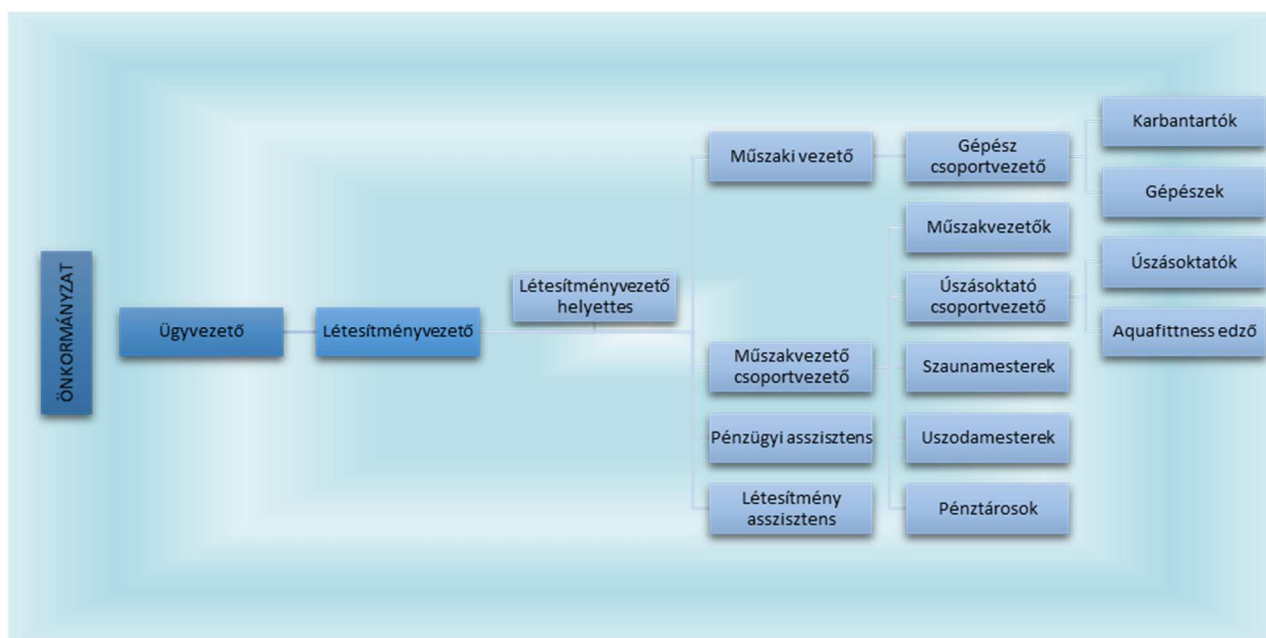 ÖNKORMÁNYZAT
Ügyvezető
Létesítményvezető
Létesítményvezető
helyettes
Műszaki vezető
Gépész
csoportvezető
Karbantartók
Gépészek
Műszakvezető
csoportvezető
Műszakvezetők
Úszásoktató
csoportvezető
Úszásoktatók
Aquafittness edző
Szaunamesterek
Uszodamesterek
Pénztárosok
Pénzügyi asszisztens
Létesítmény
asszisztens